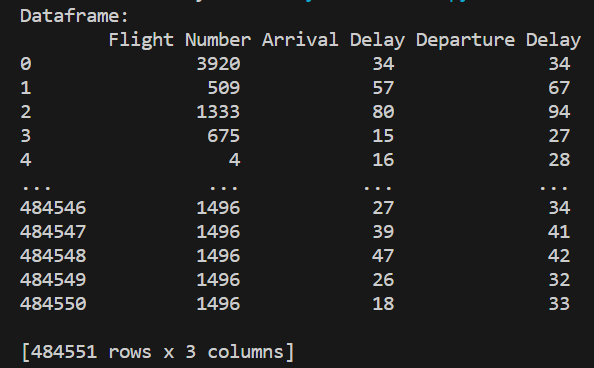 Dataframe:
Flight Number Arrival Delay Departure Delay
0 3920 34 34
1 509 57 67
2 1333 80 94
3 675 15 27
4 4 16 28
... ... ... ...
484546 1496 27 34
484547 1496 39 41
484548 1496 47 42
484549 1496 26 32
484550 1496 18 33
[484551 rows x 3 columns]